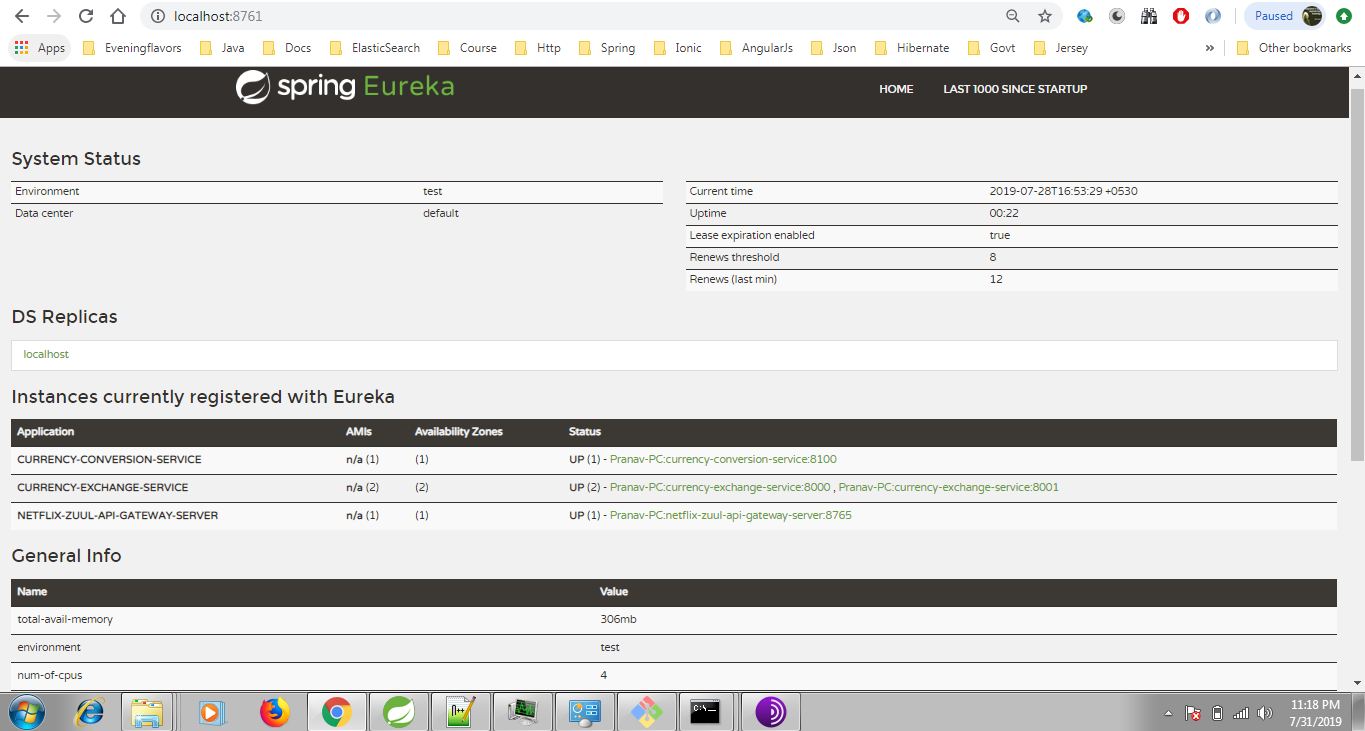 localhost:8761
Paused
Apps Eveningflavors Java Docs ElasticSearch Course Http Spring Ionic AngularJs Json Hibernate Govt Jersey » Other bookmarks
spring Eureka HOME LAST 1000 SINCE STARTUP
System Status
Environment test
Data center default
Current time 2019-07-28T16:53:29 +0530
Uptime 00:22
Lease expiration enabled true
Renews threshold 8
Renews (last min) 12
DS Replicas
localhost
Instances currently registered with Eureka
Application AMIs Availability Zones Status
CURRENCY-CONVERSION-SERVICE n/a (1) (1) UP (1) - Pranav-PC:currency-conversion-service:8100
CURRENCY-EXCHANGE-SERVICE n/a (2) (2) UP (2) - Pranav-PC:currency-exchange-service:8000 , Pranav-PC:currency-exchange-service:8001
NETFLIX-ZUUL-API-GATEWAY-SERVER n/a (1) (1) UP (1) - Pranav-PC:netflix-zuul-api-gateway-server:8765
General Info
Name Value
total-avail-memory 306mb
environment test
num-of-cpus 4
11:18 PM
7/31/2019